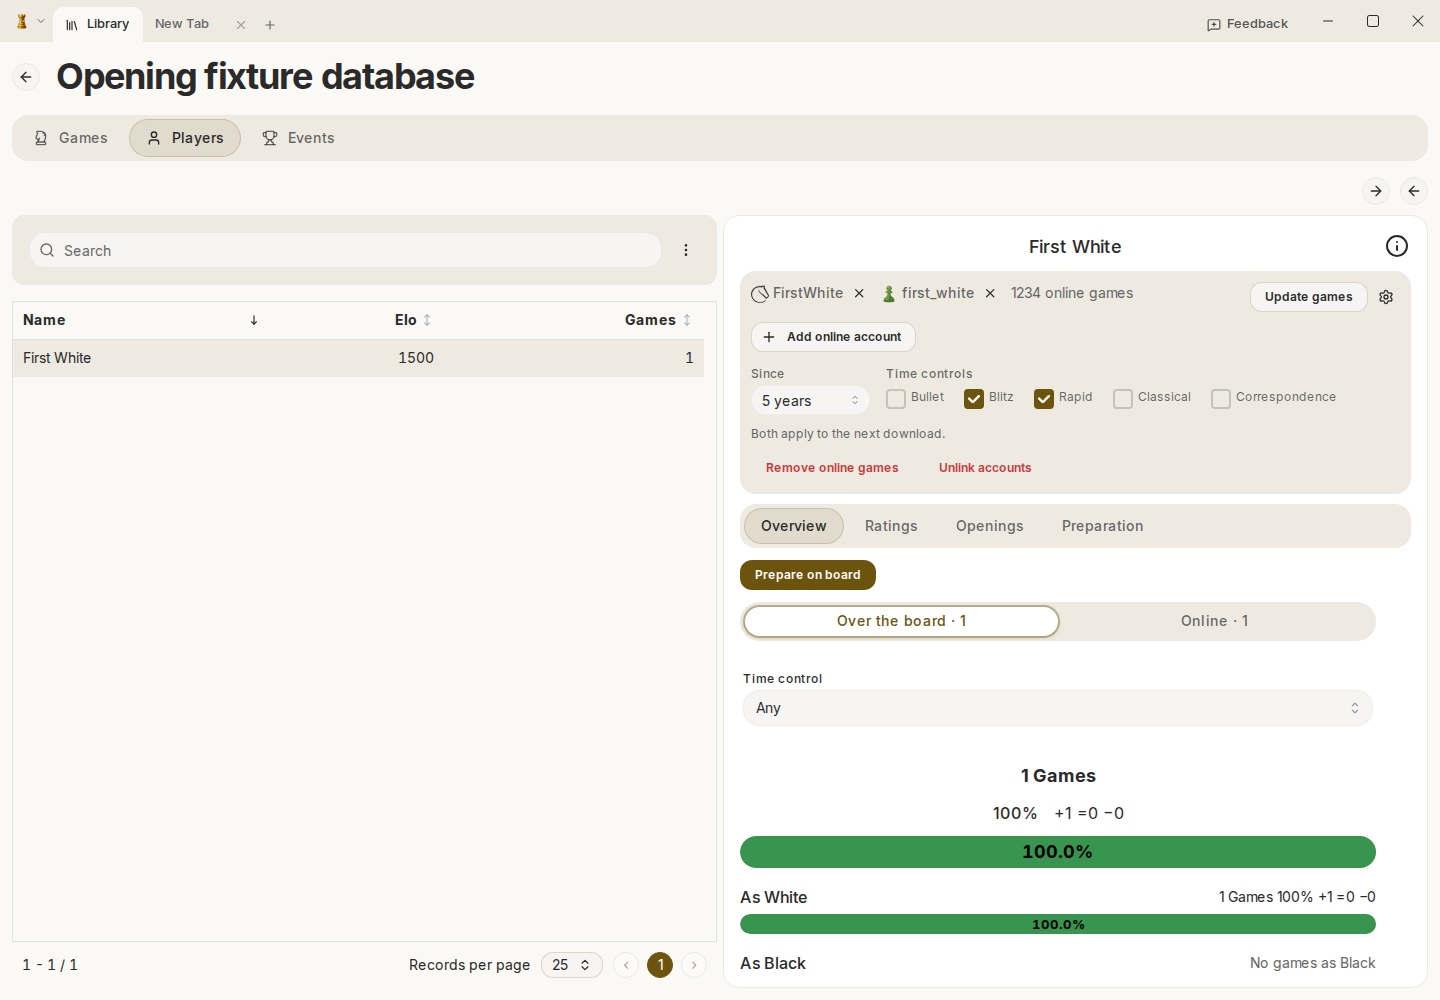 Library
New Tab
Feedback
Opening fixture database
Games
Players
Events
Search
Name
Elo
Games
First White
1500
1
1 - 1 / 1
Records per page
25
1
First White
FirstWhite
first_white
1234 online games
Update games
Add online account
Since
Time controls
5 years
Bullet
Blitz
Rapid
Classical
Correspondence
Both apply to the next download.
Remove online games
Unlink accounts
Overview
Ratings
Openings
Preparation
Prepare on board
Over the board · 1
Online · 1
Time control
Any
1 Games
100% +1 =0 −0
100.0%
As White
1 Games 100% +1 =0 −0
100.0%
As Black
No games as Black